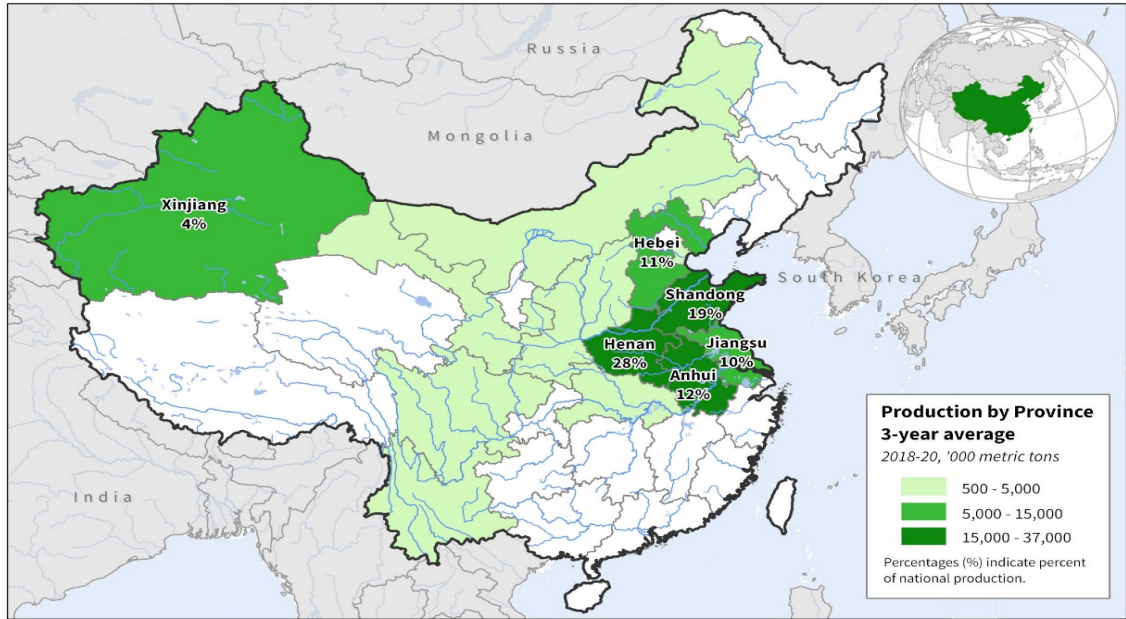 Russia
Mongolia
Xinjiang
4%
Hebei
11%
South Korea
Shandong
19%
Henan
28%
Jiangsu
10%
Anhui
12%
India
Production by Province
3-year average
2018-20, '000 metric tons
500 - 5,000
5,000 - 15,000
15,000 - 37,000
Percentages (%) indicate percent
of national production.